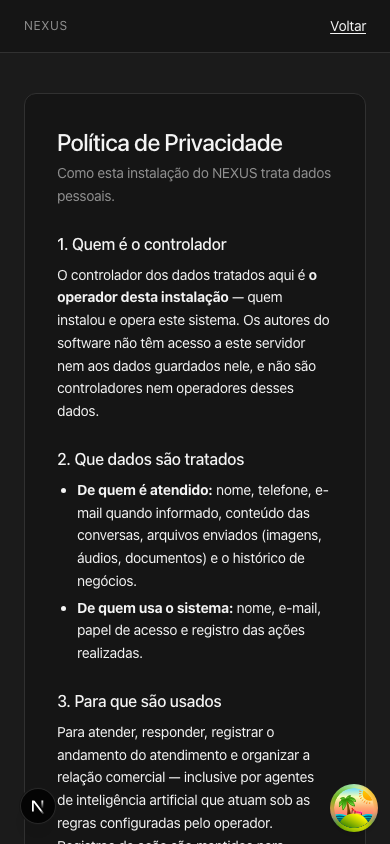 NEXUS
Voltar
Política de Privacidade
Como esta instalação do NEXUS trata dados
pessoais.
1. Quem é o controlador
O controlador dos dados tratados aqui é o
operador desta instalação — quem
instalou e opera este sistema. Os autores do
software não têm acesso a este servidor
nem aos dados guardados nele, e não são
controladores nem operadores desses
dados.
2. Que dados são tratados
• De quem é atendido: nome, telefone, e-
mail quando informado, conteúdo das
conversas, arquivos enviados (imagens,
áudios, documentos) e o histórico de
negócios.
• De quem usa o sistema: nome, e-mail,
papel de acesso e registro das ações
realizadas.
3. Para que são usados
Para atender, responder, registrar o
andamento do atendimento e organizar a
relação comercial — inclusive por agentes
de inteligência artificial que atuam sob as
regras configuradas pelo operador.
N